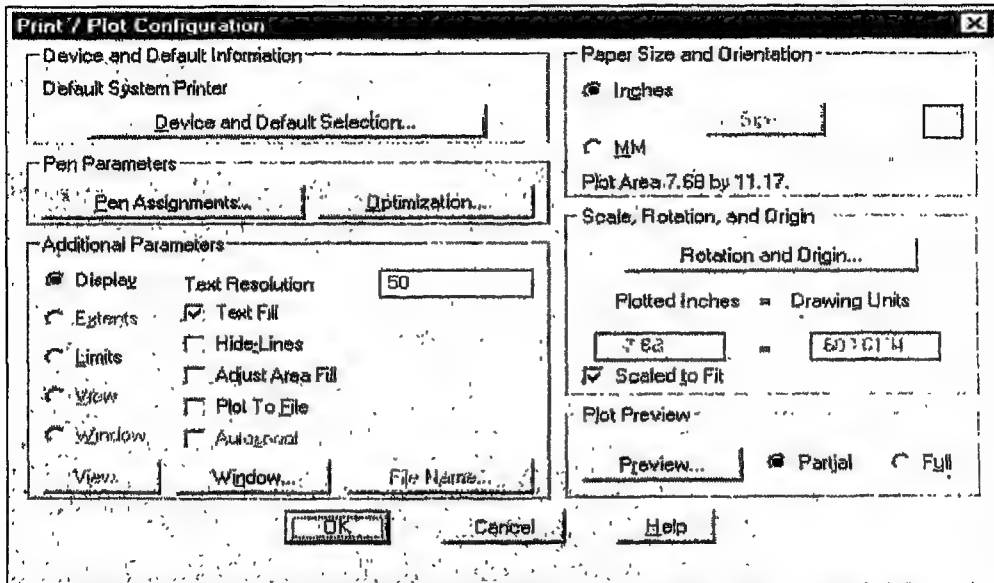 Print / Plot Configuration
Device and Default Information
Default System Printer
Device and Default Selection...
Pen Parameters
Pen Assignments...
Optimization...
Additional Parameters
Display
Extents
Limits
View
Window
Text Resolution
50
Text Fill
Hide Lines
Adjust Area Fill
Plot To File
Autospool
View...
Window...
File Name...
Paper Size and Orientation
Inches
Size...
MM
Plot Area 7.68 by 11.17.
Scale, Rotation, and Origin
Rotation and Origin...
Plotted Inches = Drawing Units
7.68 =
Scaled to Fit
Plot Preview
Preview...
Partial
Full
OK
Cancel
Help